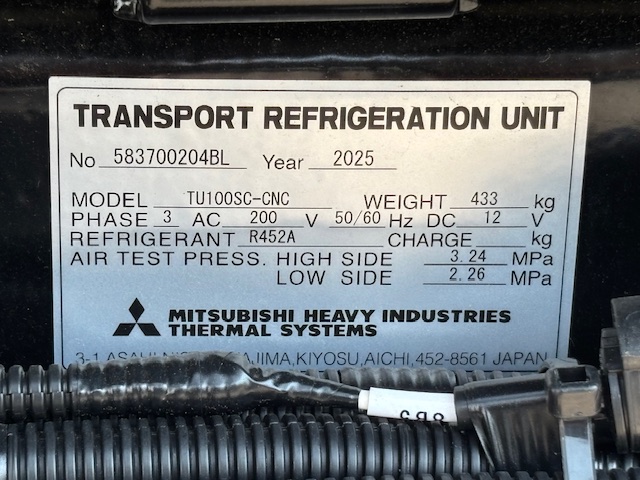 TRANSPORT REFRIGERATION UNIT
No 583700204BL Year 2025
MODEL TU100SC-CNC WEIGHT 433 kg
PHASE 3 AC 200 V 50/60 Hz DC 12 V
REFRIGERANT R452A CHARGE kg
AIR TEST PRESS. HIGH SIDE 3.24 MPa
LOW SIDE 2.26 MPa
MITSUBISHI HEAVY INDUSTRIES
THERMAL SYSTEMS
3-1 KIYOSU,AICHI,452-8561 JAPAN